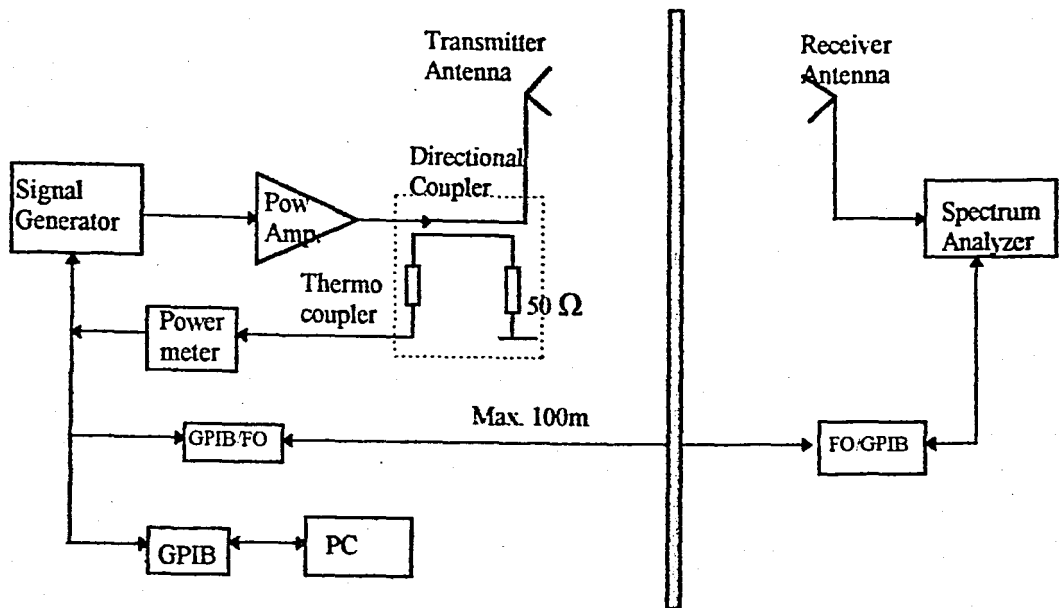 Transmitter
Antenna
Receiver
Antenna
Directional
Coupler
Signal
Generator
Pow
Amp.
Spectrum
Analyzer
Thermo
coupler
50 Ω
Power
meter
Max. 100m
GPIB/FO
FO/GPIB
GPIB
PC